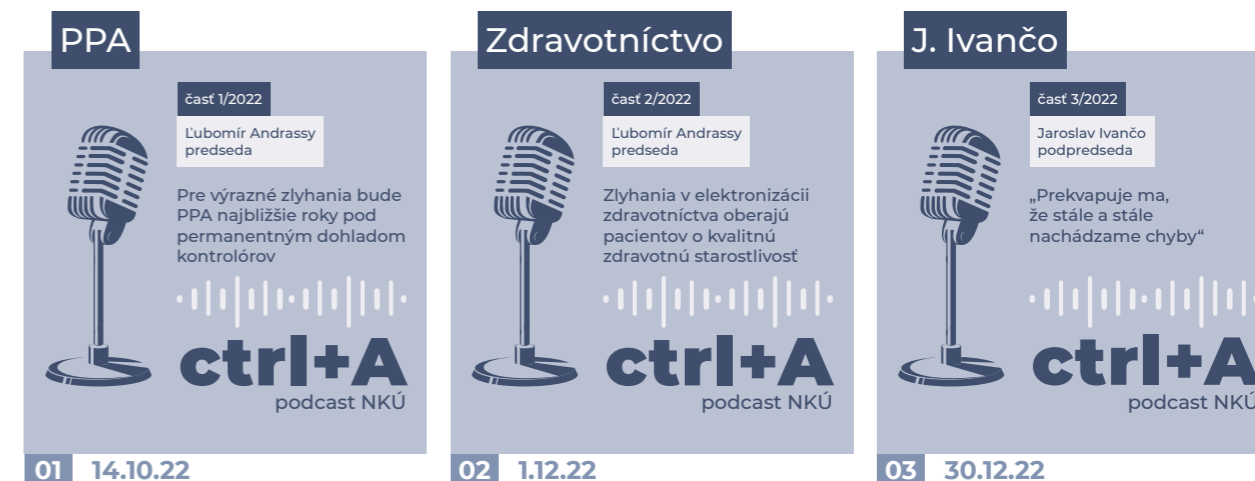 PPA
časť 1/2022
Ľubomír Andrassy
predseda
Pre výrazné zlyhania bude
PPA najbližšie roky pod
permanentným dohladom
kontrolórov
ctrl+A
podcast NKÚ
01 14.10.22
Zdravotníctvo
časť 2/2022
Ľubomír Andrassy
predseda
Zlyhania v elektronizácii
zdravotníctva oberajú
pacientov o kvalitnú
zdravotnú starostlivosť
ctrl+A
podcast NKÚ
02 1.12.22
J. Ivančo
časť 3/2022
Jaroslav Ivančo
podpredseda
„Prekvapuje ma,
že stále a stále
nachádzame chyby“
ctrl+A
podcast NKÚ
03 30.12.22